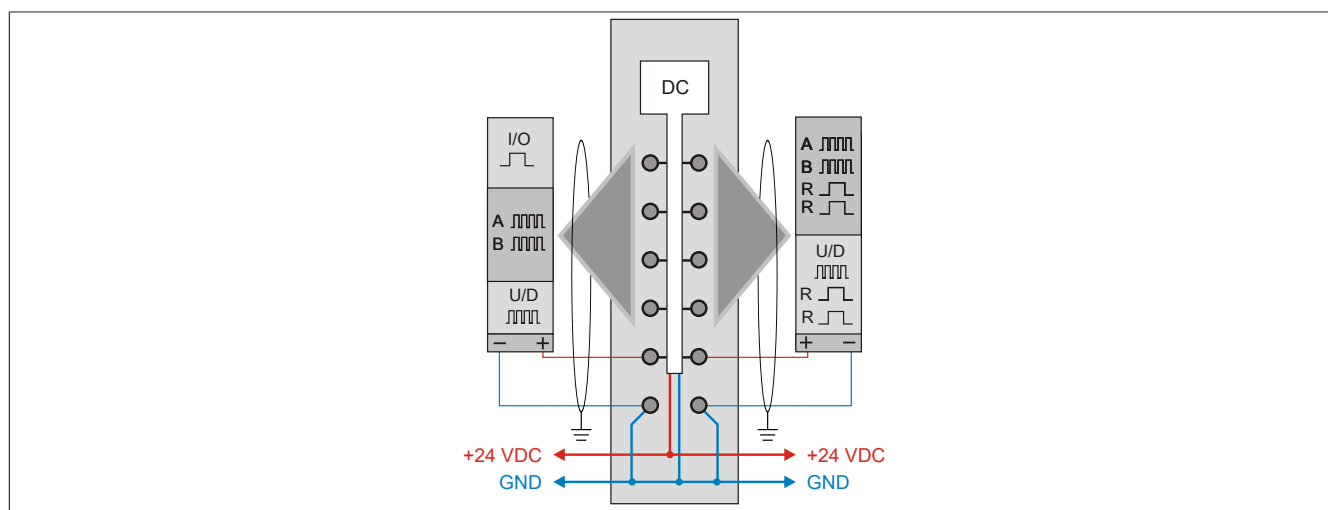 DC
I/O
A
B
U/D
− +
A
B
R
R
U/D
R
R
+ −
+24 VDC
GND
+24 VDC
GND